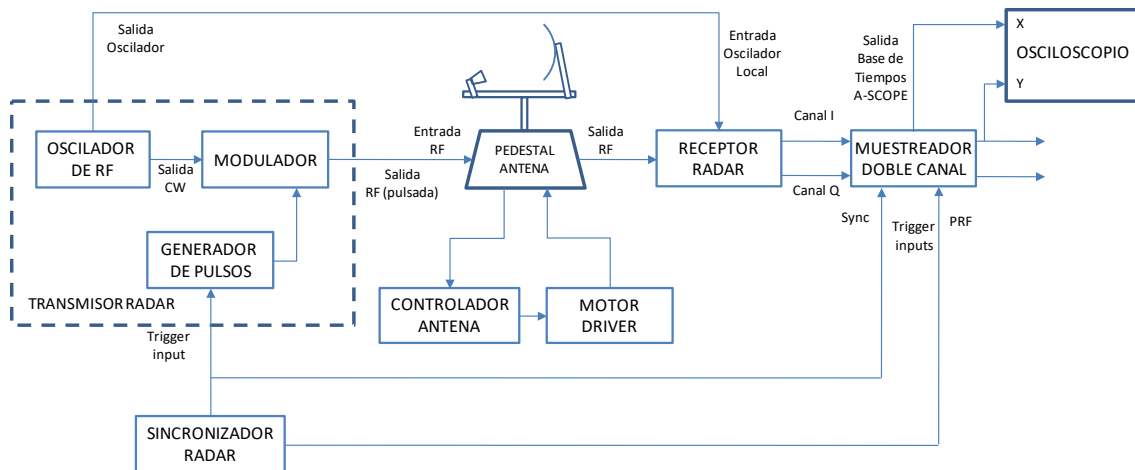 Salida
Oscilador
Entrada
Oscilador
Local
Salida
Base de
Tiempos
A-SCOPE
X
OSCILOSCOPIO
Y
OSCILADOR
DE RF
Salida
CW
MODULADOR
Salida
RF (pulsada)
Entrada
RF
PEDESTAL
ANTENA
Salida
RF
RECEPTOR
RADAR
Canal I
Canal Q
MUESTREADOR
DOBLE CANAL
Sync
Trigger
inputs
PRF
GENERADOR
DE PULSOS
TRANSMISOR RADAR
CONTROLADOR
ANTENA
MOTOR
DRIVER
Trigger
input
SINCRONIZADOR
RADAR